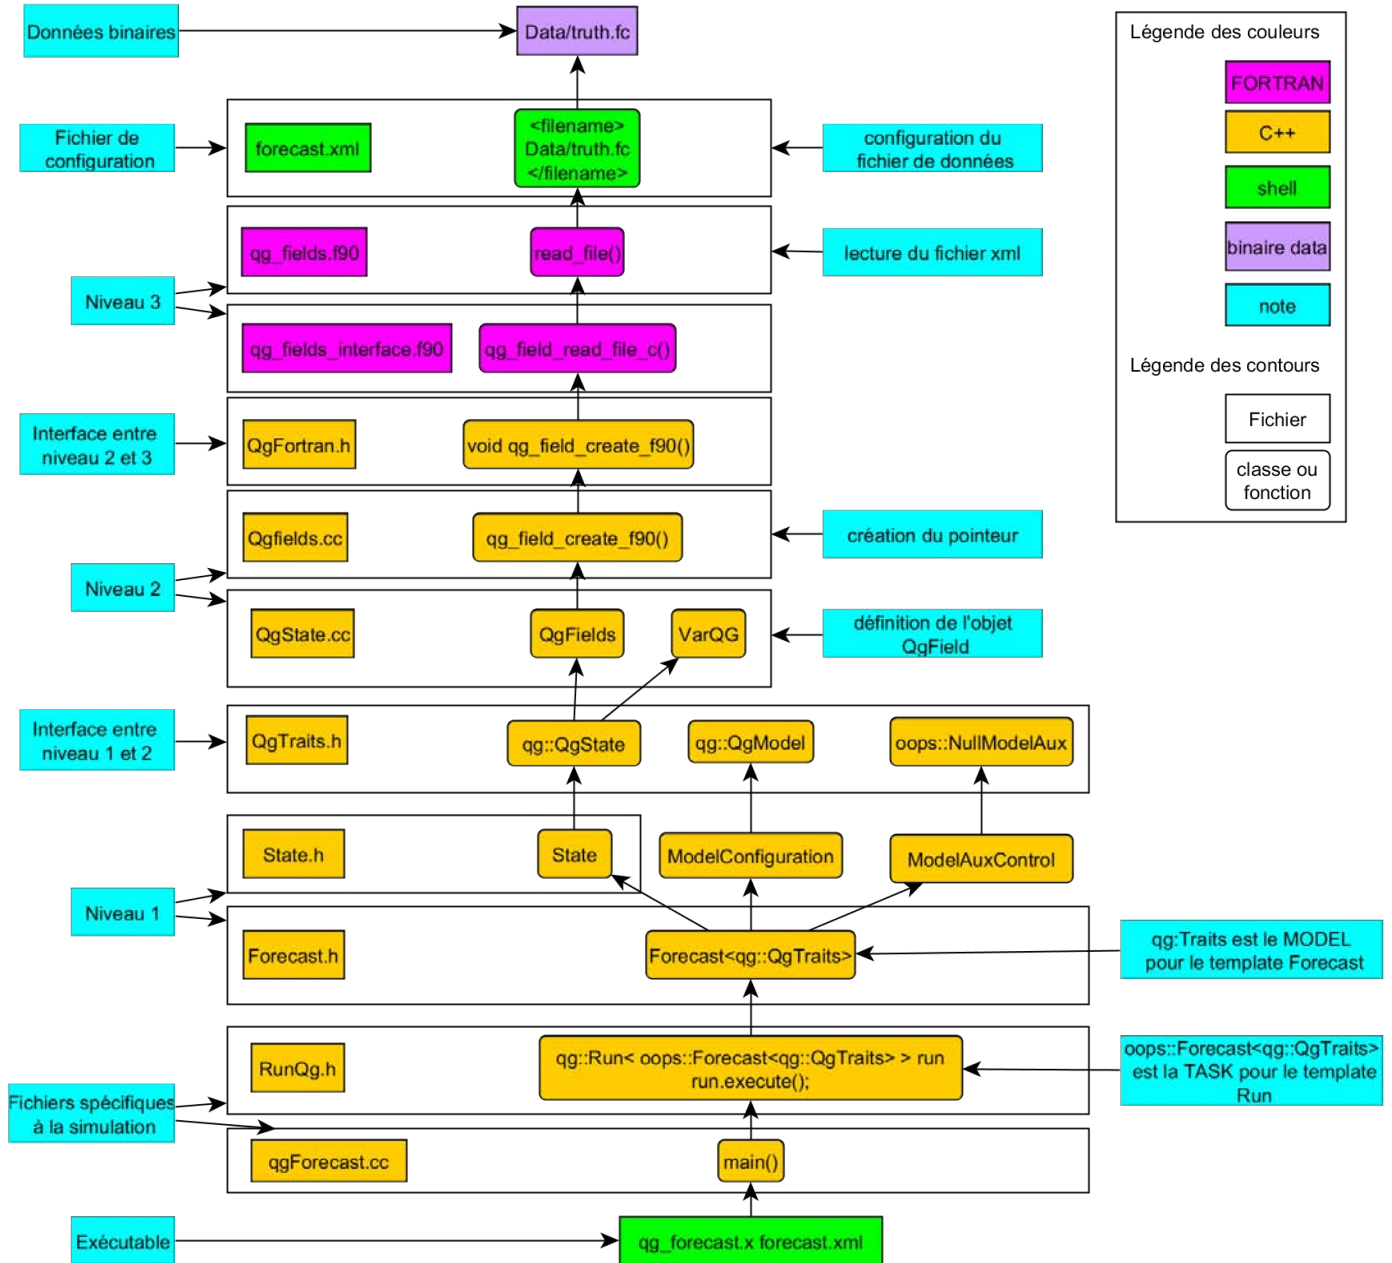 Données binaires
Data/truth.fc
Fichier de
configuration
forecast.xml
<filename>
Data/truth.fc
</filename>
configuration du
fichier de données
qg_fields.f90
read_file()
lecture du fichier xml
Niveau 3
qg_fields_interface.f90
qg_field_read_file_c()
Interface entre
niveau 2 et 3
QgFortran.h
void qg_field_create_f90()
Qgfields.cc
qg_field_create_f90()
création du pointeur
Niveau 2
QgState.cc
QgFields
VarQG
définition de l'objet
QgField
Interface entre
niveau 1 et 2
QgTraits.h
qg::QgState
qg::QgModel
oops::NullModelAux
State.h
State
ModelConfiguration
ModelAuxControl
Niveau 1
Forecast.h
Forecast<qg::QgTraits>
qg:Traits est le MODEL
pour le template Forecast
RunQg.h
qg::Run< oops::Forecast<qg::QgTraits> > run
run.execute();
oops::Forecast<qg::QgTraits>
est la TASK pour le template
Run
Fichiers spécifiques
à la simulation
qgForecast.cc
main()
Exécutable
qg_forecast.x forecast.xml
Légende des couleurs
FORTRAN
C++
shell
binaire data
note
Légende des contours
Fichier
classe ou
fonction